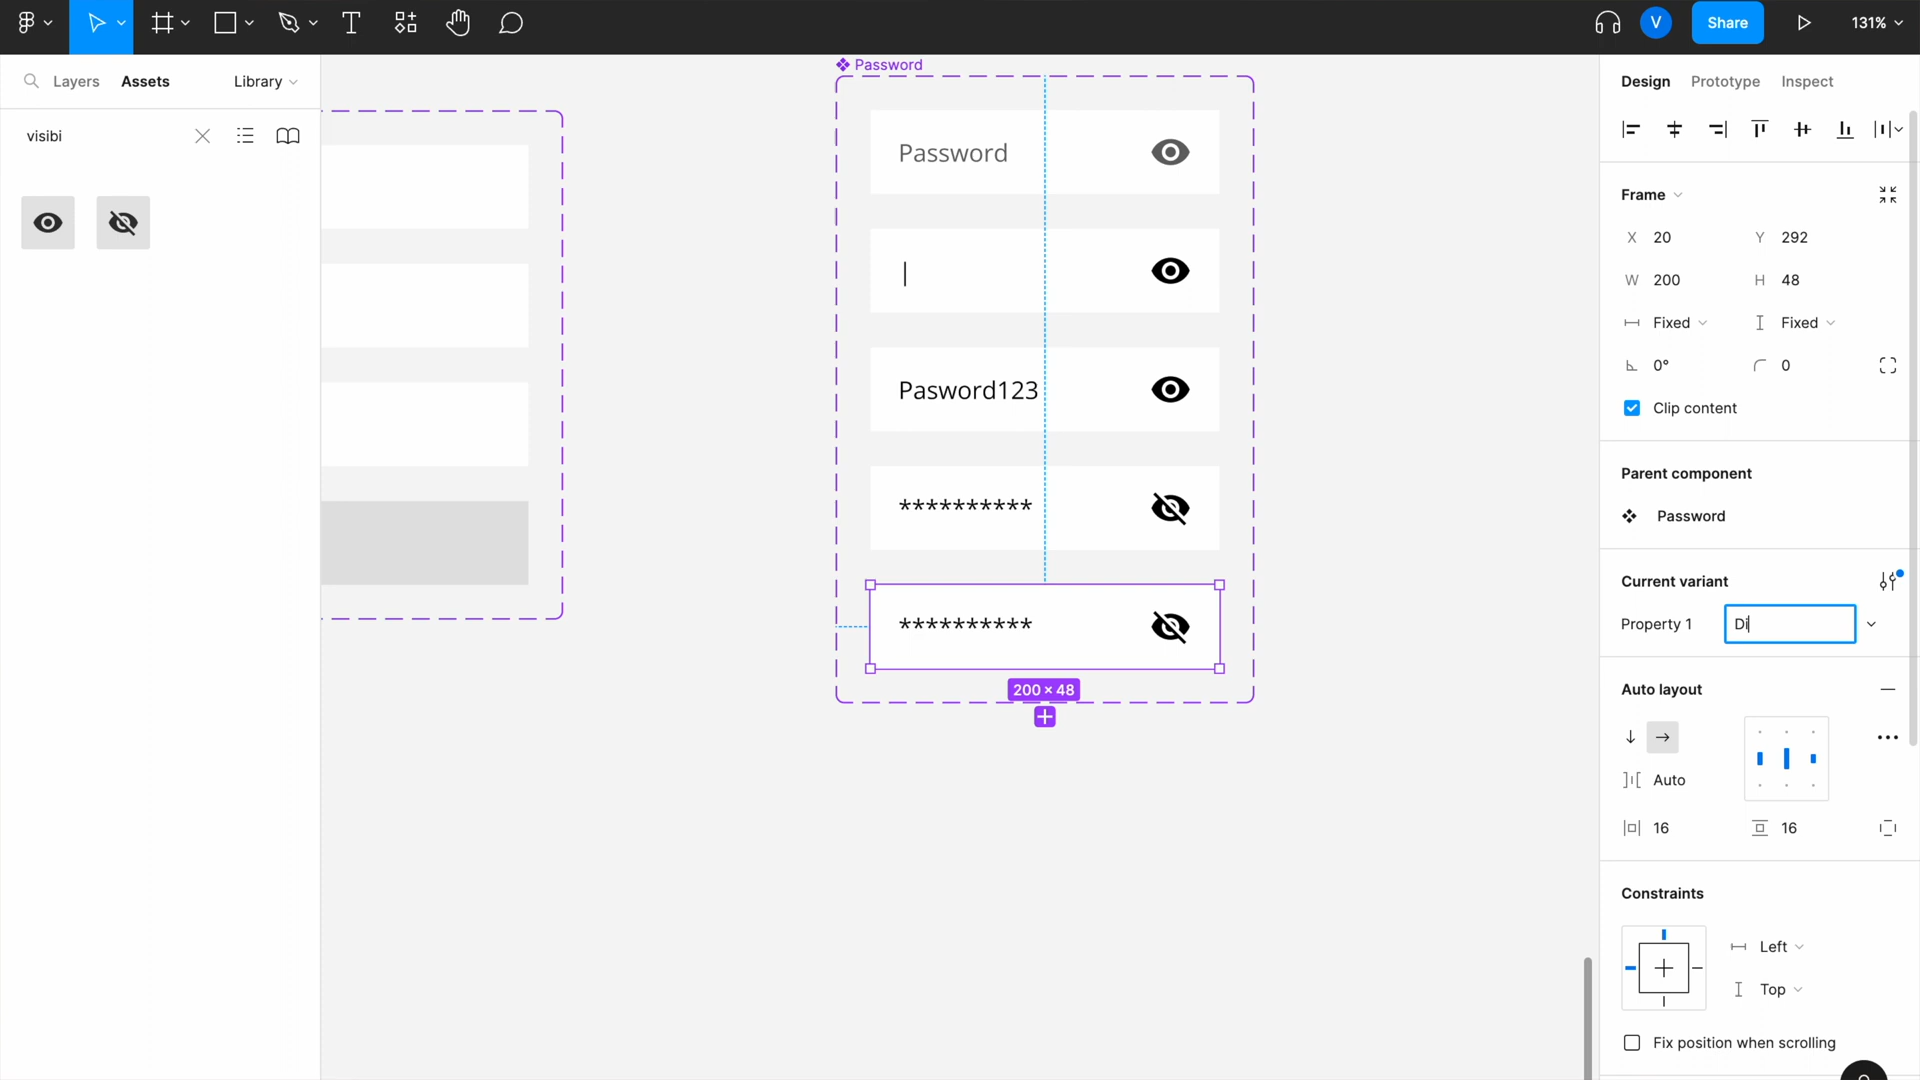 V
Share
131%
Layers
Assets
Library
visibi
Password
Password
Pasword123
**********
**********
200 × 48
Design
Prototype
Inspect
Frame
X 20
Y 292
W 200
H 48
Fixed
Fixed
0°
0
Clip content
Parent component
Password
Current variant
Property 1
Di
Auto layout
Auto
16
16
Constraints
Left
Top
Fix position when scrolling